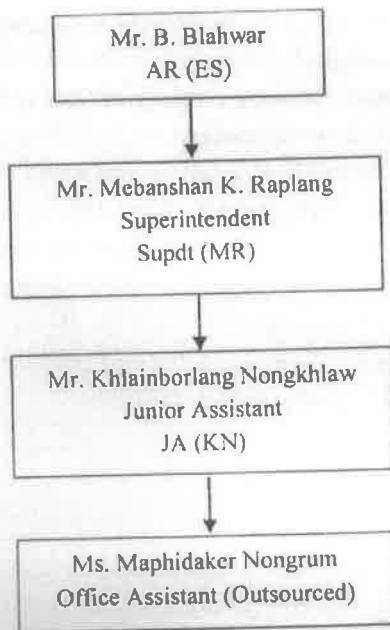 Mr. B. Blahwar
AR (ES)
Mr. Mebanshan K. Raplang
Superintendent
Supdt (MR)
Mr. Khlainborlang Nongkhlaw
Junior Assistant
JA (KN)
Ms. Maphidaker Nongrum
Office Assistant (Outsourced)